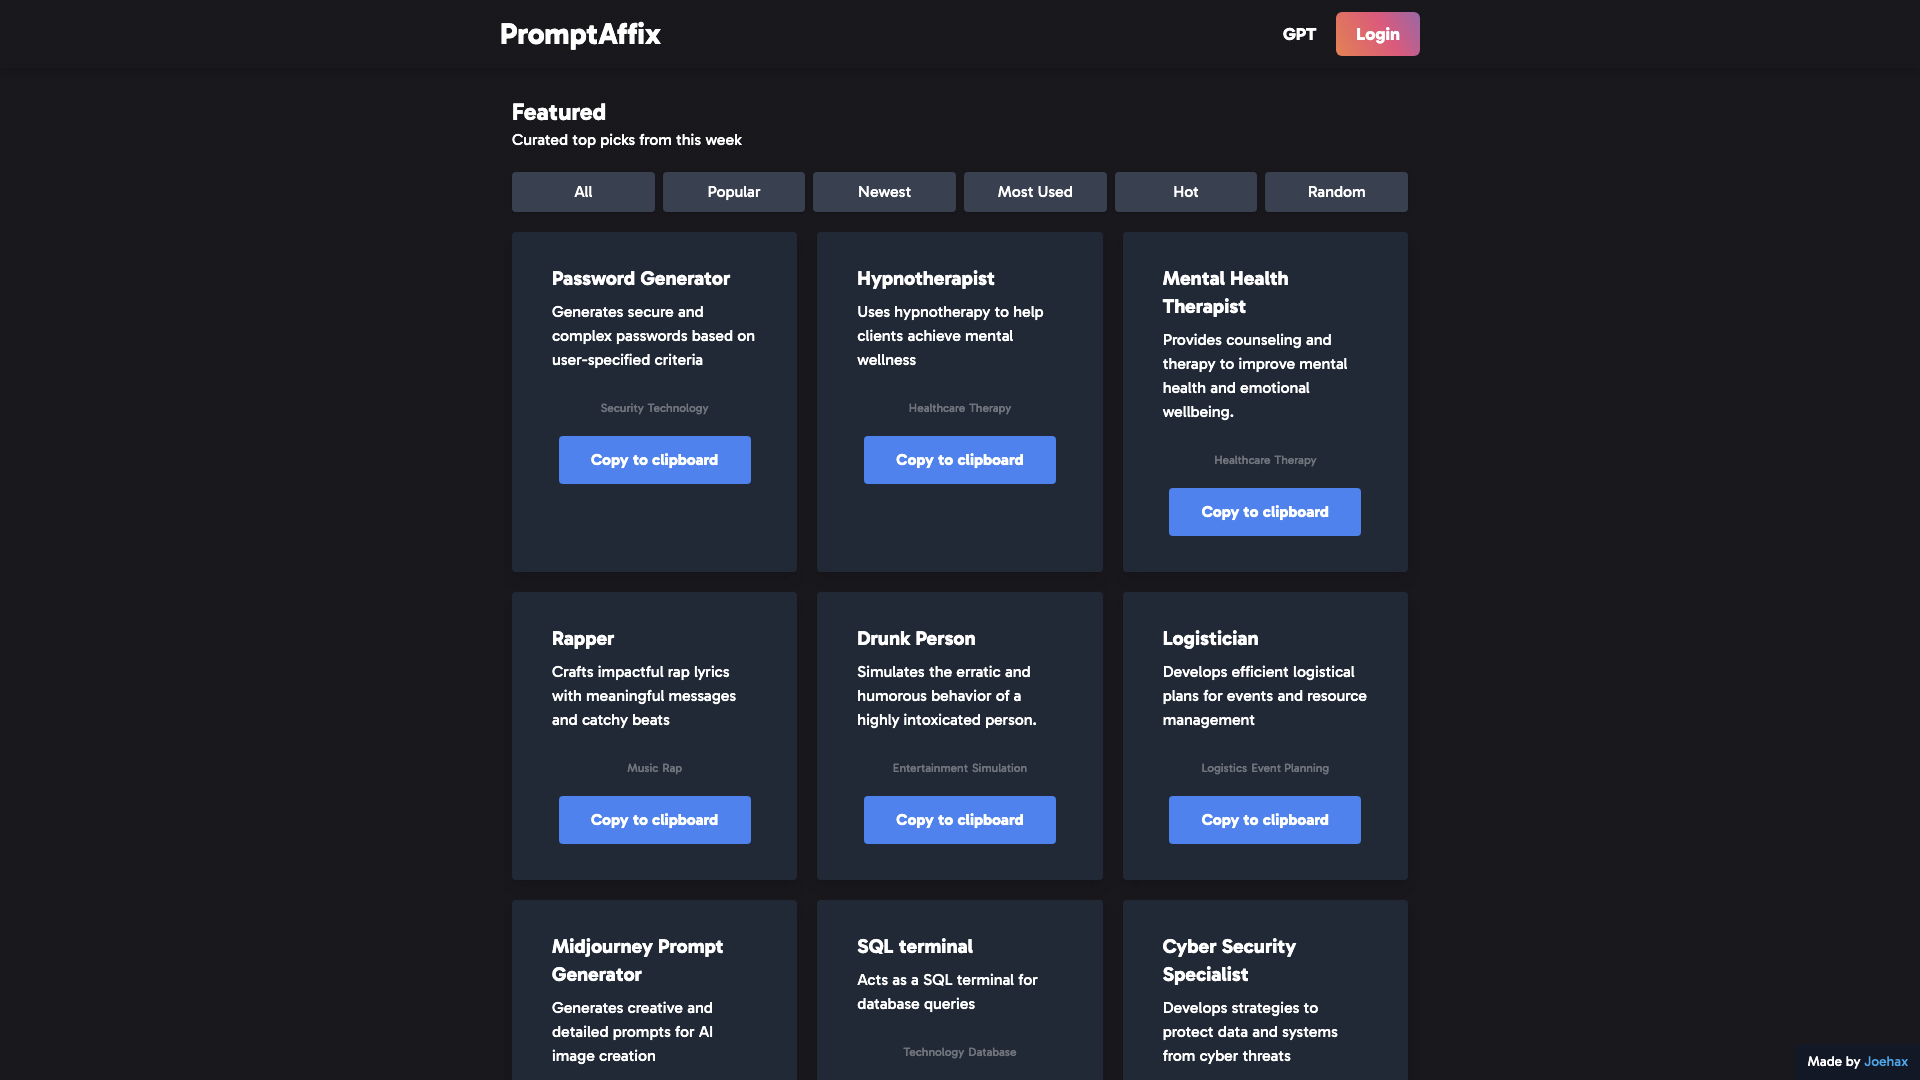 PromptAffix
GPT
Login
Featured
Curated top picks from this week
All
Popular
Newest
Most Used
Hot
Random
Password Generator
Generates secure and
complex passwords based on
user-specified criteria
Security Technology
Copy to clipboard
Hypnotherapist
Uses hypnotherapy to help
clients achieve mental
wellness
Healthcare Therapy
Copy to clipboard
Mental Health
Therapist
Provides counseling and
therapy to improve mental
health and emotional
wellbeing.
Healthcare Therapy
Copy to clipboard
Rapper
Crafts impactful rap lyrics
with meaningful messages
and catchy beats
Music Rap
Copy to clipboard
Drunk Person
Simulates the erratic and
humorous behavior of a
highly intoxicated person.
Entertainment Simulation
Copy to clipboard
Logistician
Develops efficient logistical
plans for events and resource
management
Logistics Event Planning
Copy to clipboard
Midjourney Prompt
Generator
Generates creative and
detailed prompts for AI
image creation
SQL terminal
Acts as a SQL terminal for
database queries
Technology Database
Cyber Security
Specialist
Develops strategies to
protect data and systems
from cyber threats
Made by Joehax